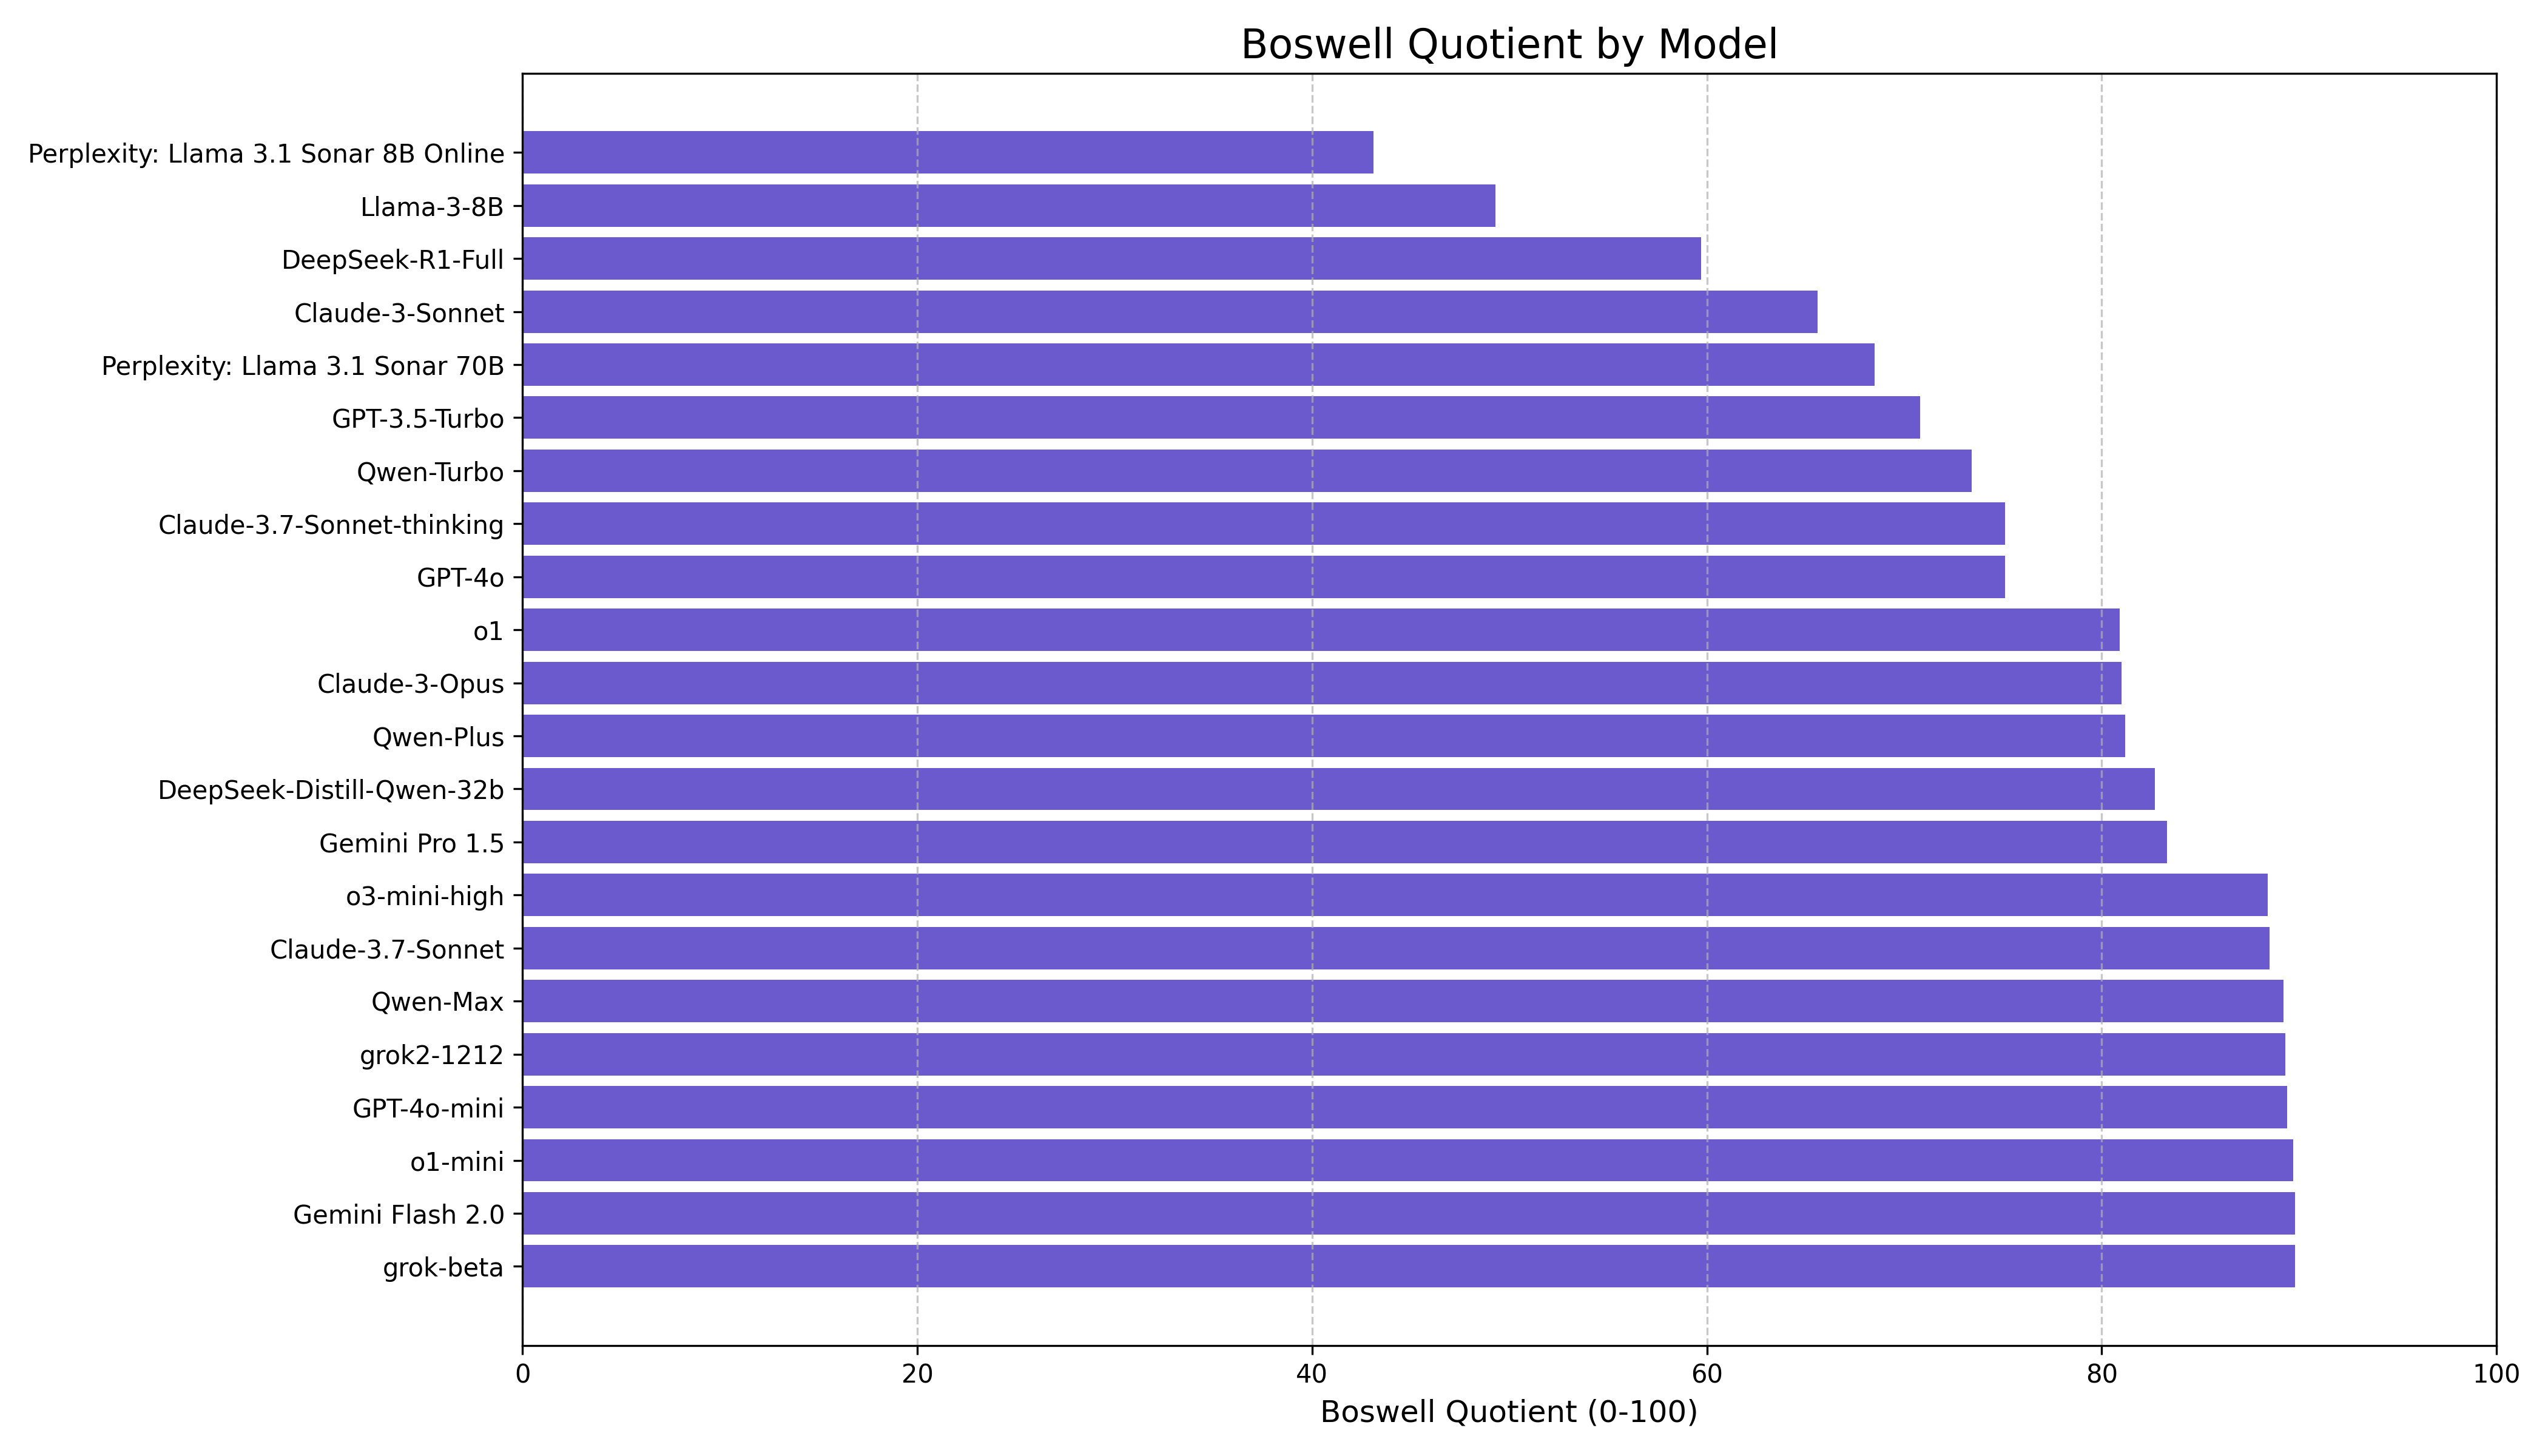 Boswell Quotient by Model
Perplexity: Llama 3.1 Sonar 8B Online
Llama-3-8B
DeepSeek-R1-Full
Claude-3-Sonnet
Perplexity: Llama 3.1 Sonar 70B
GPT-3.5-Turbo
Qwen-Turbo
Claude-3.7-Sonnet-thinking
GPT-4o
o1
Claude-3-Opus
Qwen-Plus
DeepSeek-Distill-Qwen-32b
Gemini Pro 1.5
o3-mini-high
Claude-3.7-Sonnet
Qwen-Max
grok2-1212
GPT-4o-mini
o1-mini
Gemini Flash 2.0
grok-beta
0 20 40 60 80 100
Boswell Quotient (0-100)